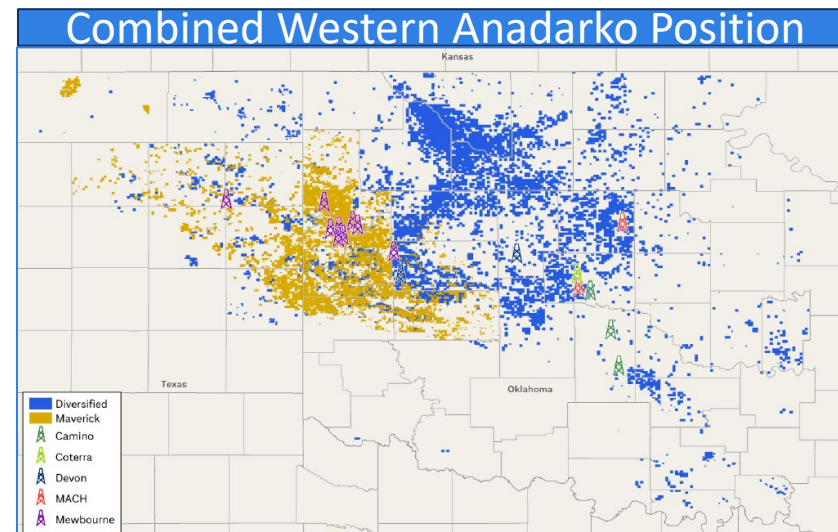 Combined Western Anadarko Position
Kansas
Texas
Oklahoma
Diversified
Maverick
Camino
Coterra
Devon
MACH
Mewbourne